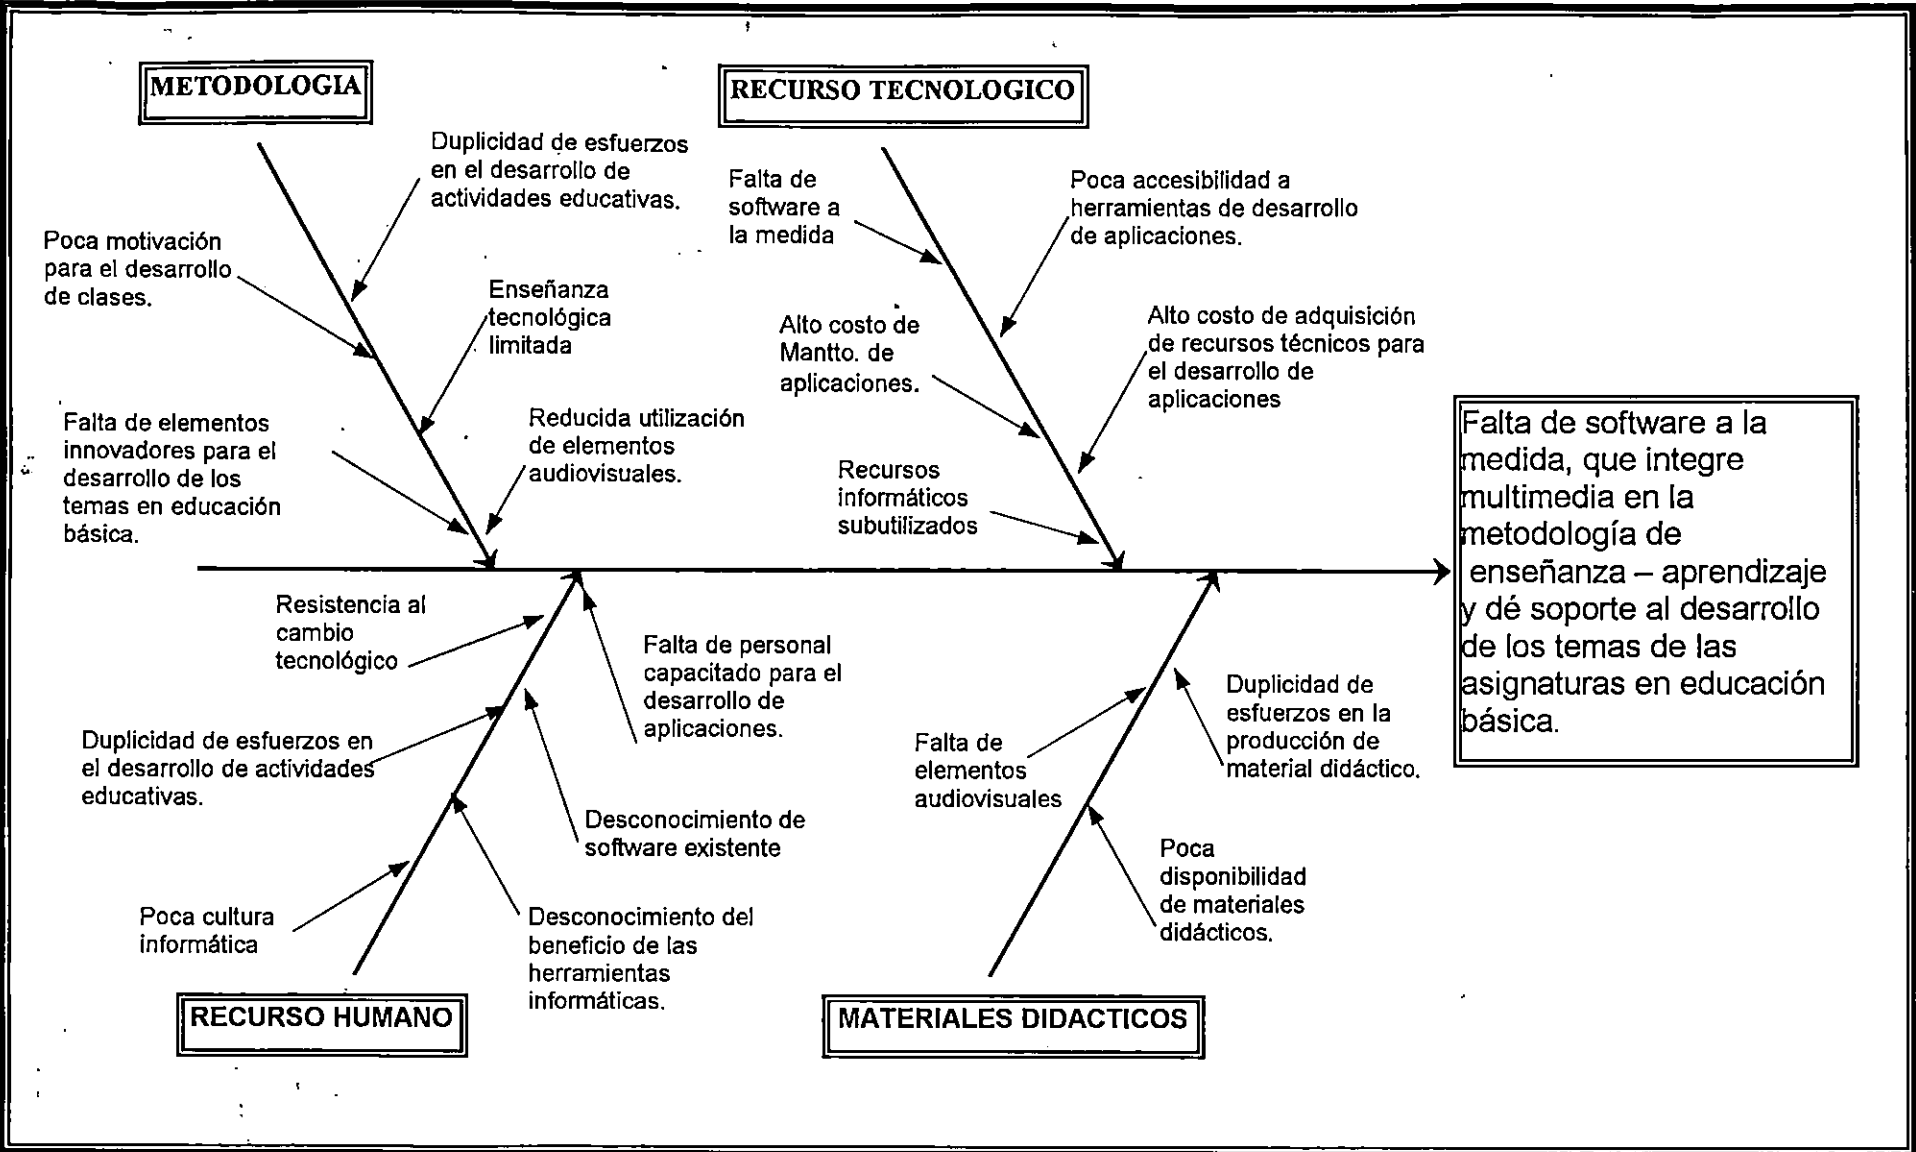 METODOLOGIA
RECURSO TECNOLOGICO
Duplicidad de esfuerzos
en el desarrollo de
actividades educativas.
Poca motivación
para el desarrollo
de clases.
Enseñanza
tecnológica
limitada
Falta de elementos
innovadores para el
desarrollo de los
temas en educación
básica.
Reducida utilización
de elementos
audiovisuales.
Falta de
software a
la medida
Poca accesibilidad a
herramientas de desarrollo
de aplicaciones.
Alto costo de
Mantto. de
aplicaciones.
Alto costo de adquisición
de recursos técnicos para
el desarrollo de
aplicaciones
Recursos
informáticos
subutilizados
Falta de software a la
medida, que integre
multimedia en la
metodología de
enseñanza – aprendizaje
y dé soporte al desarrollo
de los temas de las
asignaturas en educación
básica.
Resistencia al
cambio
tecnológico
Falta de personal
capacitado para el
desarrollo de
aplicaciones.
Duplicidad de esfuerzos en
el desarrollo de actividades
educativas.
Desconocimiento de
software existente
Poca cultura
informática
Desconocimiento del
beneficio de las
herramientas
informáticas.
Falta de
elementos
audiovisuales
Duplicidad de
esfuerzos en la
producción de
material didáctico.
Poca
disponibilidad
de materiales
didácticos.
RECURSO HUMANO
MATERIALES DIDACTICOS